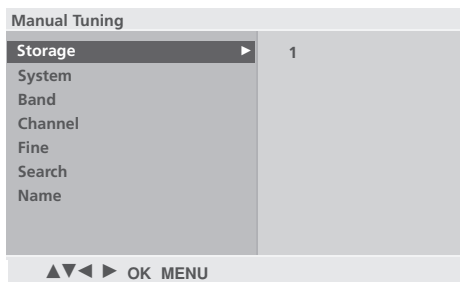 Manual Tuning
Storage ► 1
System
Band
Channel
Fine
Search
Name
▲▼◄ ► OK MENU